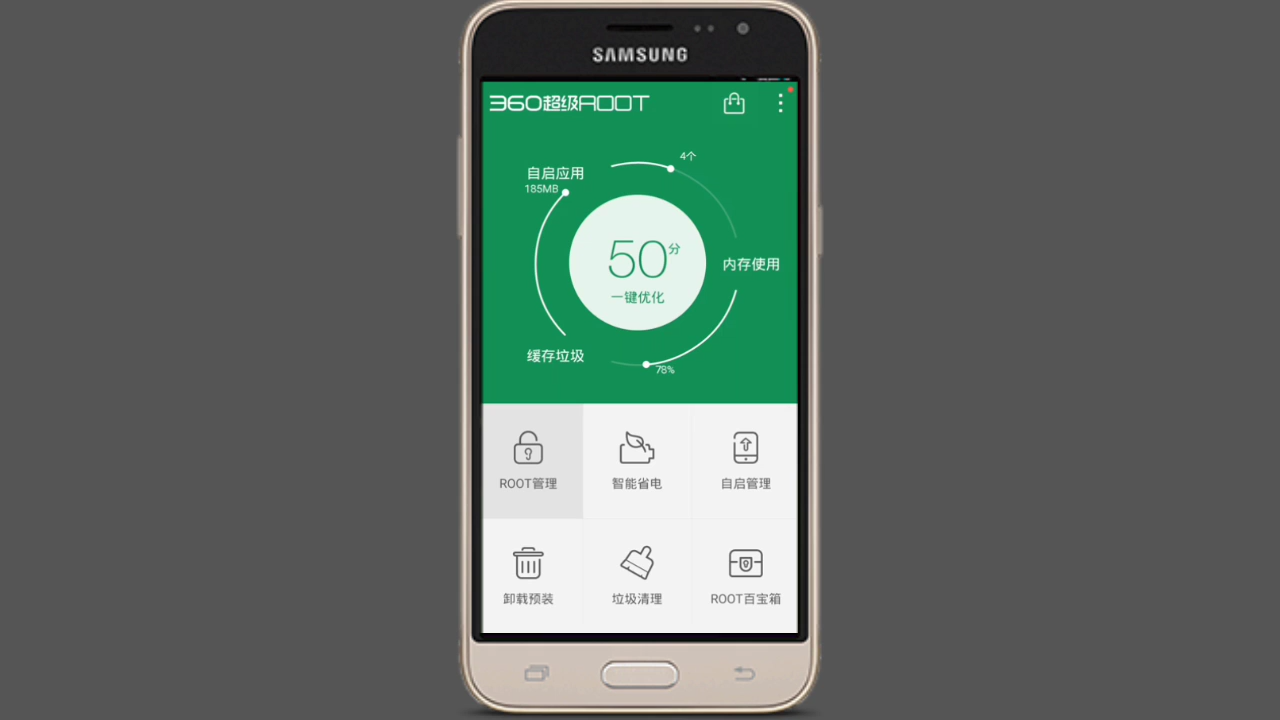 SAMSUNG
360超级ROOT
4个
自启应用
185MB
50分
一键优化
内存使用
缓存垃圾
78%
ROOT管理
智能省电
自启管理
卸载预装
垃圾清理
ROOT百宝箱